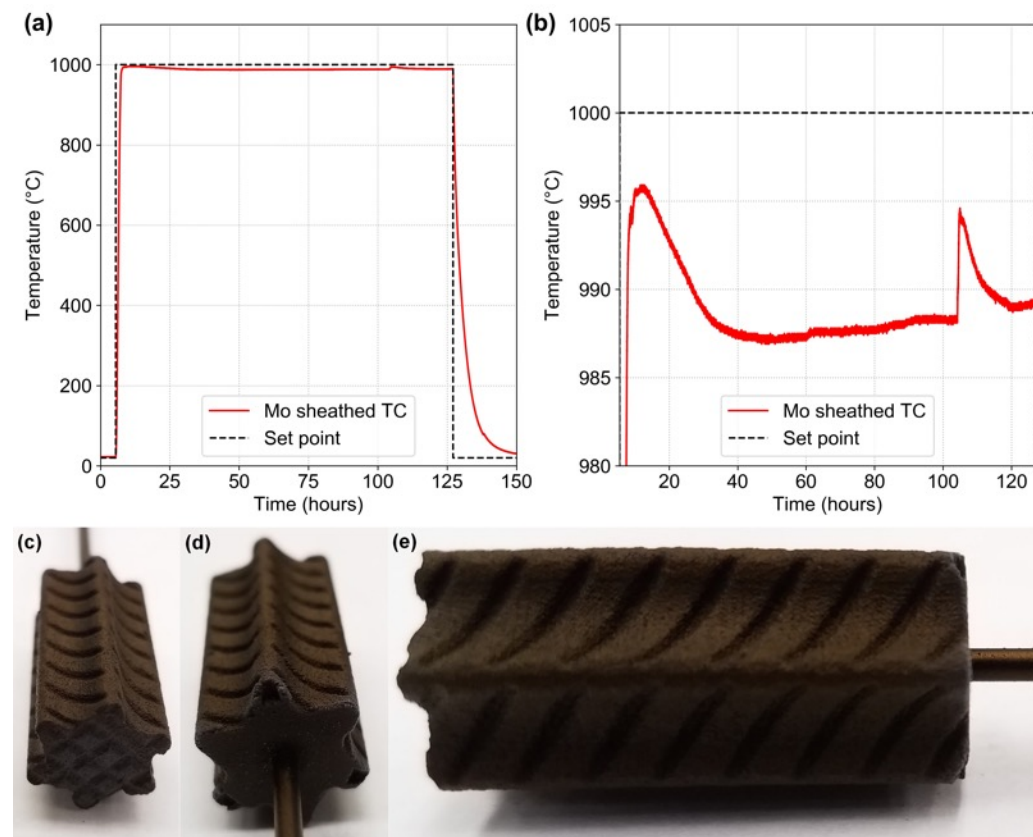 (a)
1000
800
600
400
200
0
Temperature (°C)
0 25 50 75 100 125 150
Time (hours)
Mo sheathed TC
Set point
(b)
1005
1000
995
990
985
980
Temperature (°C)
20 40 60 80 100 120
Time (hours)
Mo sheathed TC
Set point
(c)
(d)
(e)